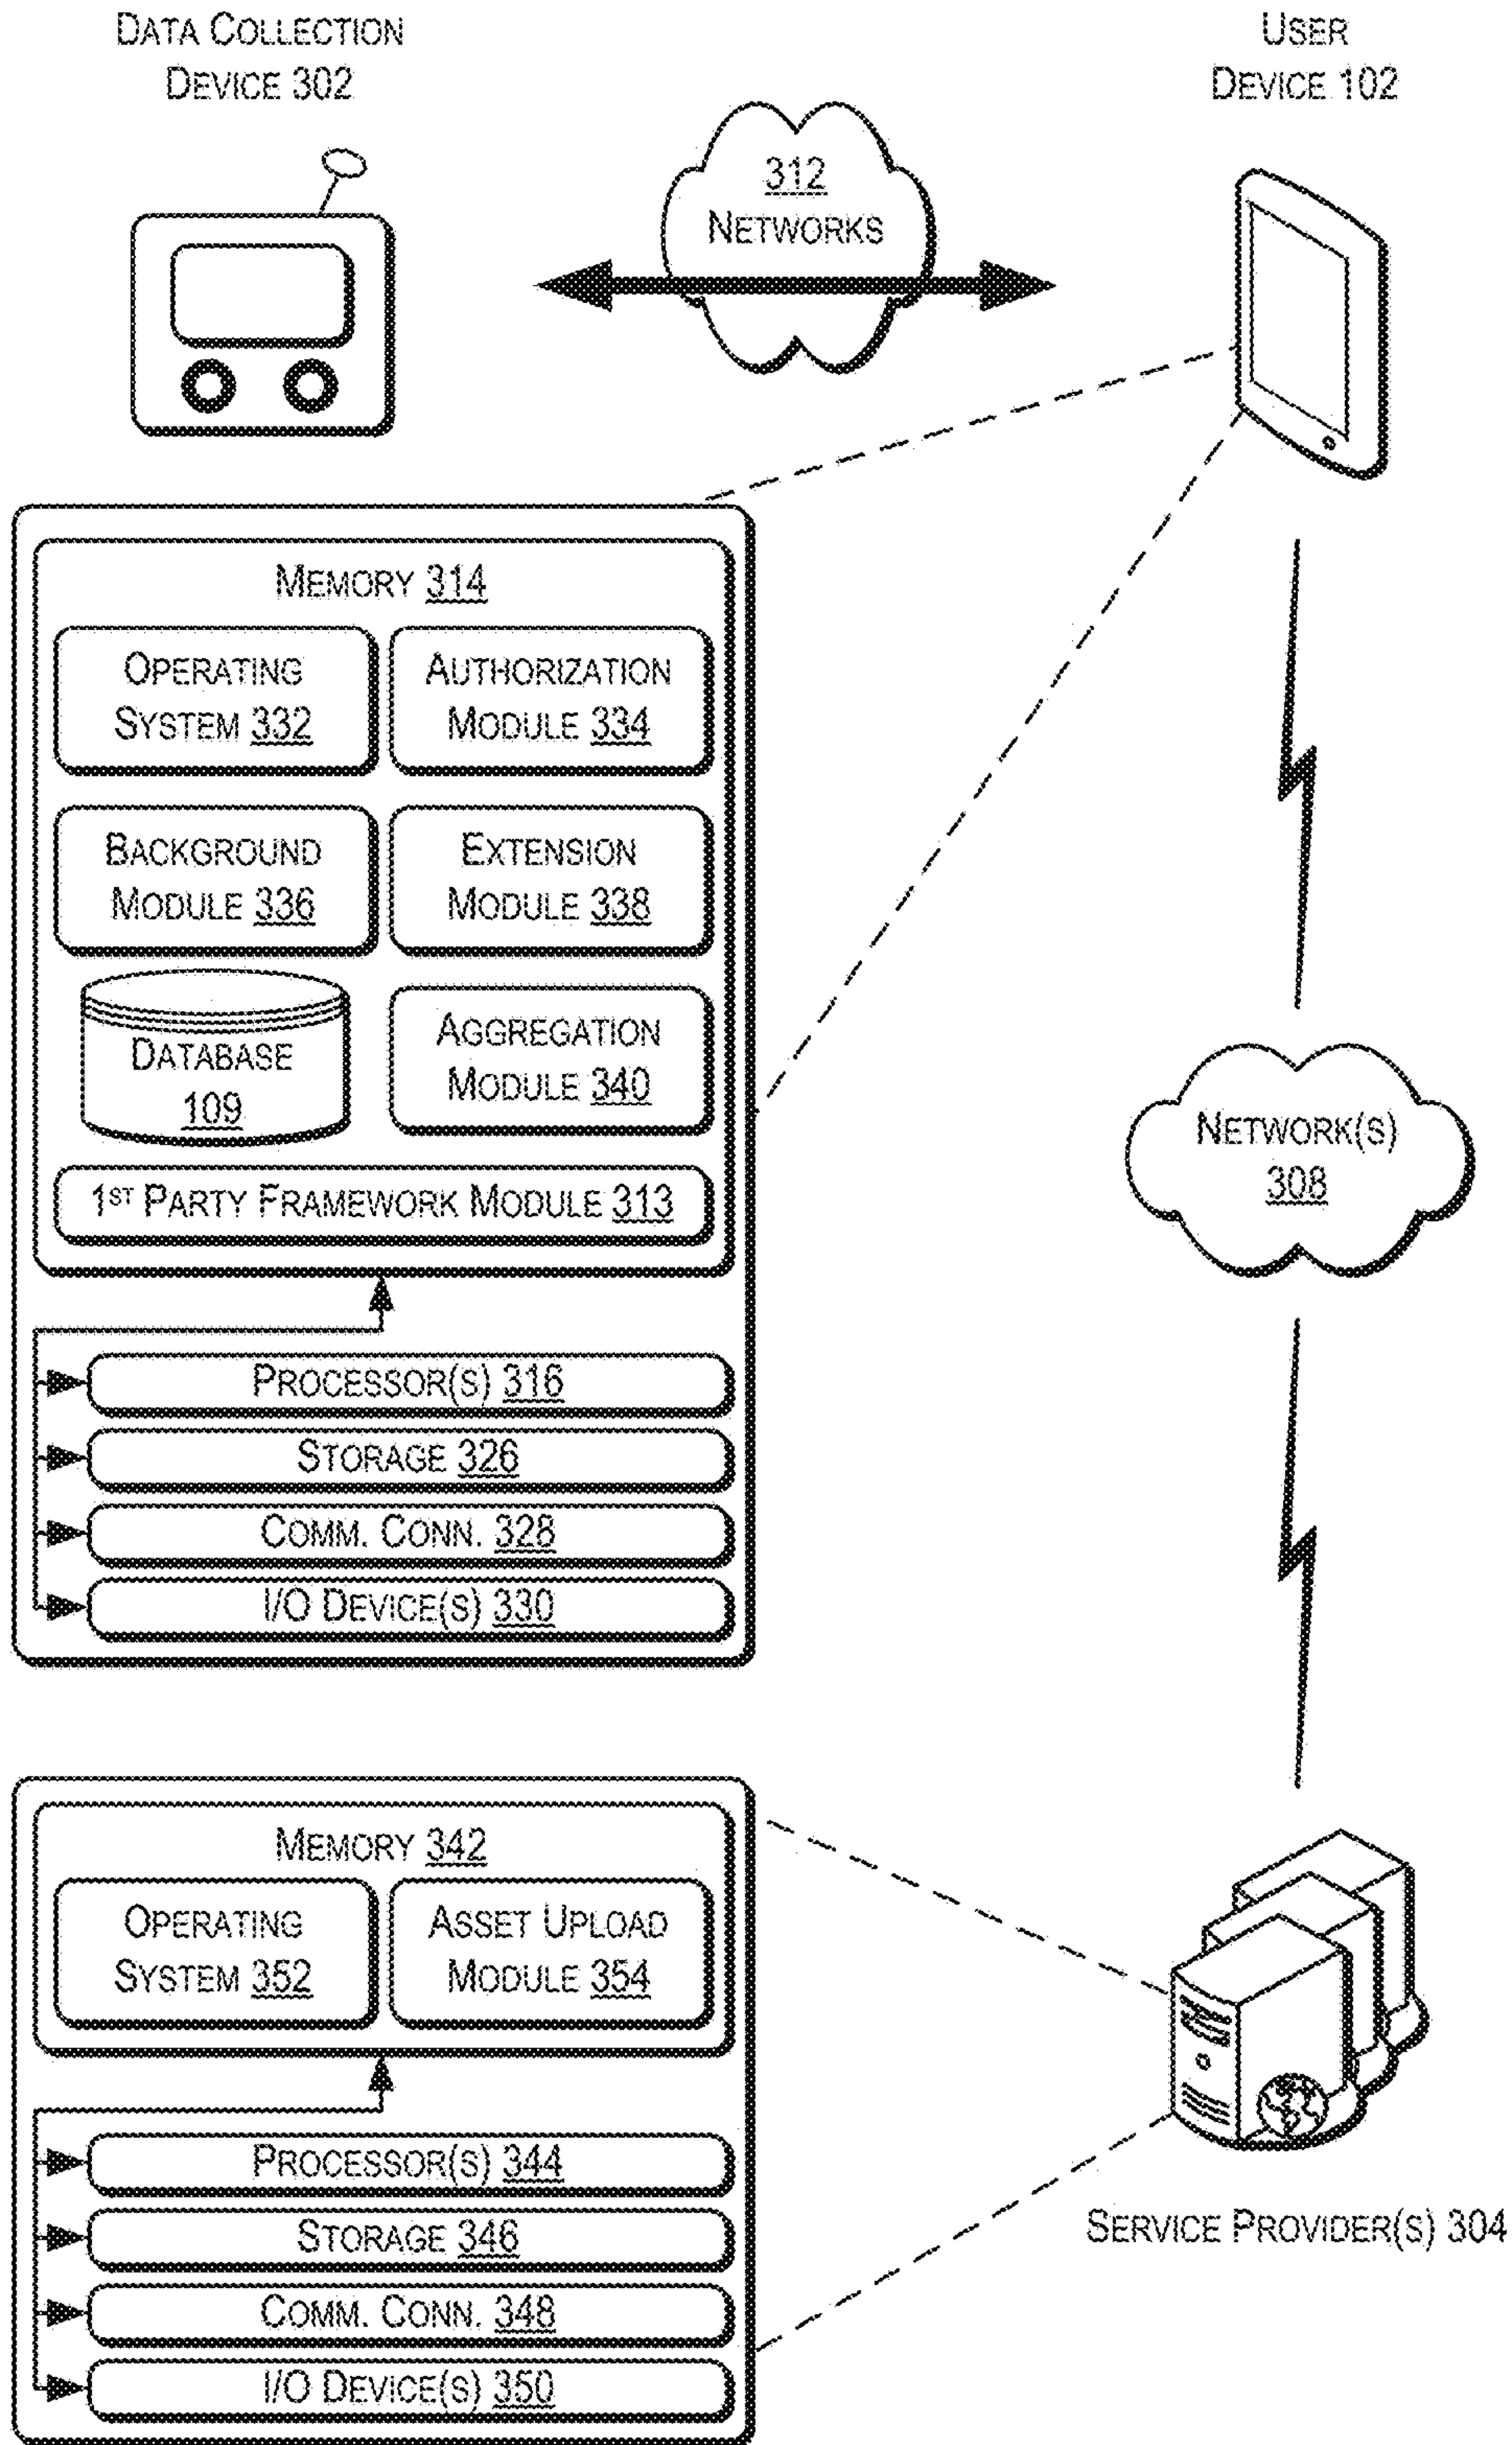 DATA COLLECTION
DEVICE 302
USER
DEVICE 102
312
NETWORKS
MEMORY 314
OPERATING
SYSTEM 332
AUTHORIZATION
MODULE 334
BACKGROUND
MODULE 336
EXTENSION
MODULE 338
DATABASE
109
AGGREGATION
MODULE 340
1ST PARTY FRAMEWORK MODULE 313
NETWORK(S)
308
PROCESSOR(S) 316
STORAGE 326
COMM. CONN. 328
I/O DEVICE(S) 330
MEMORY 342
OPERATING
SYSTEM 352
ASSET UPLOAD
MODULE 354
PROCESSOR(S) 344
STORAGE 346
COMM. CONN. 348
I/O DEVICE(S) 350
SERVICE PROVIDER(S) 304